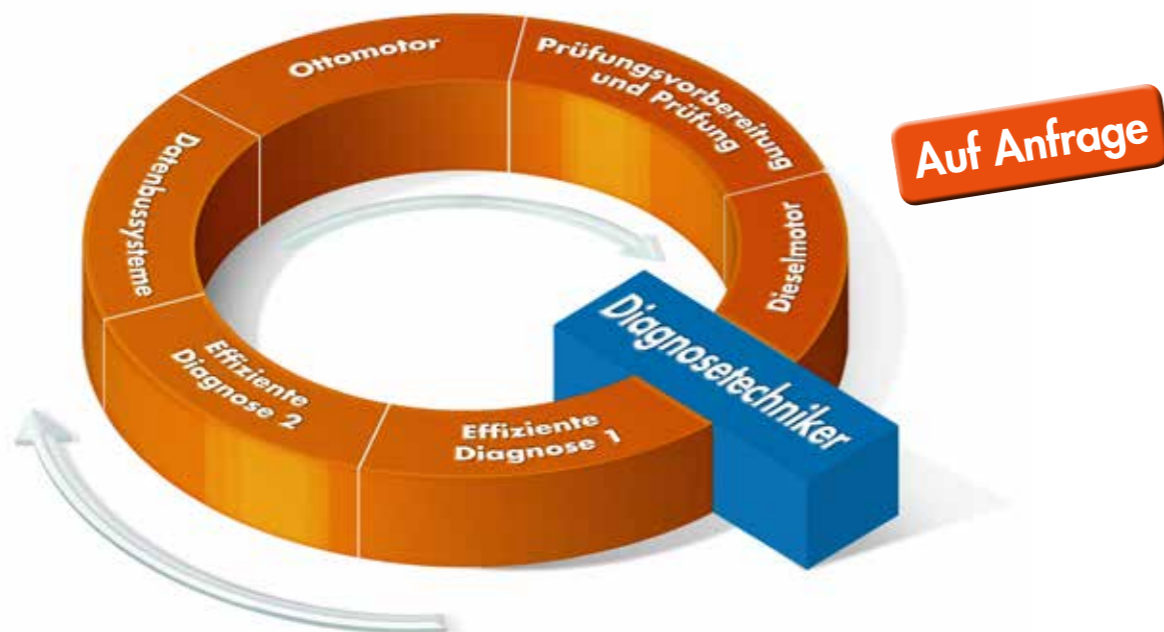 Ottomotor
Prüfungsvorbereitung
und Prüfung
Auf Anfrage
Datenbussysteme
Dieselmotor
Diagnosetechniker
Effiziente
Diagnose 2
Effiziente
Diagnose 1